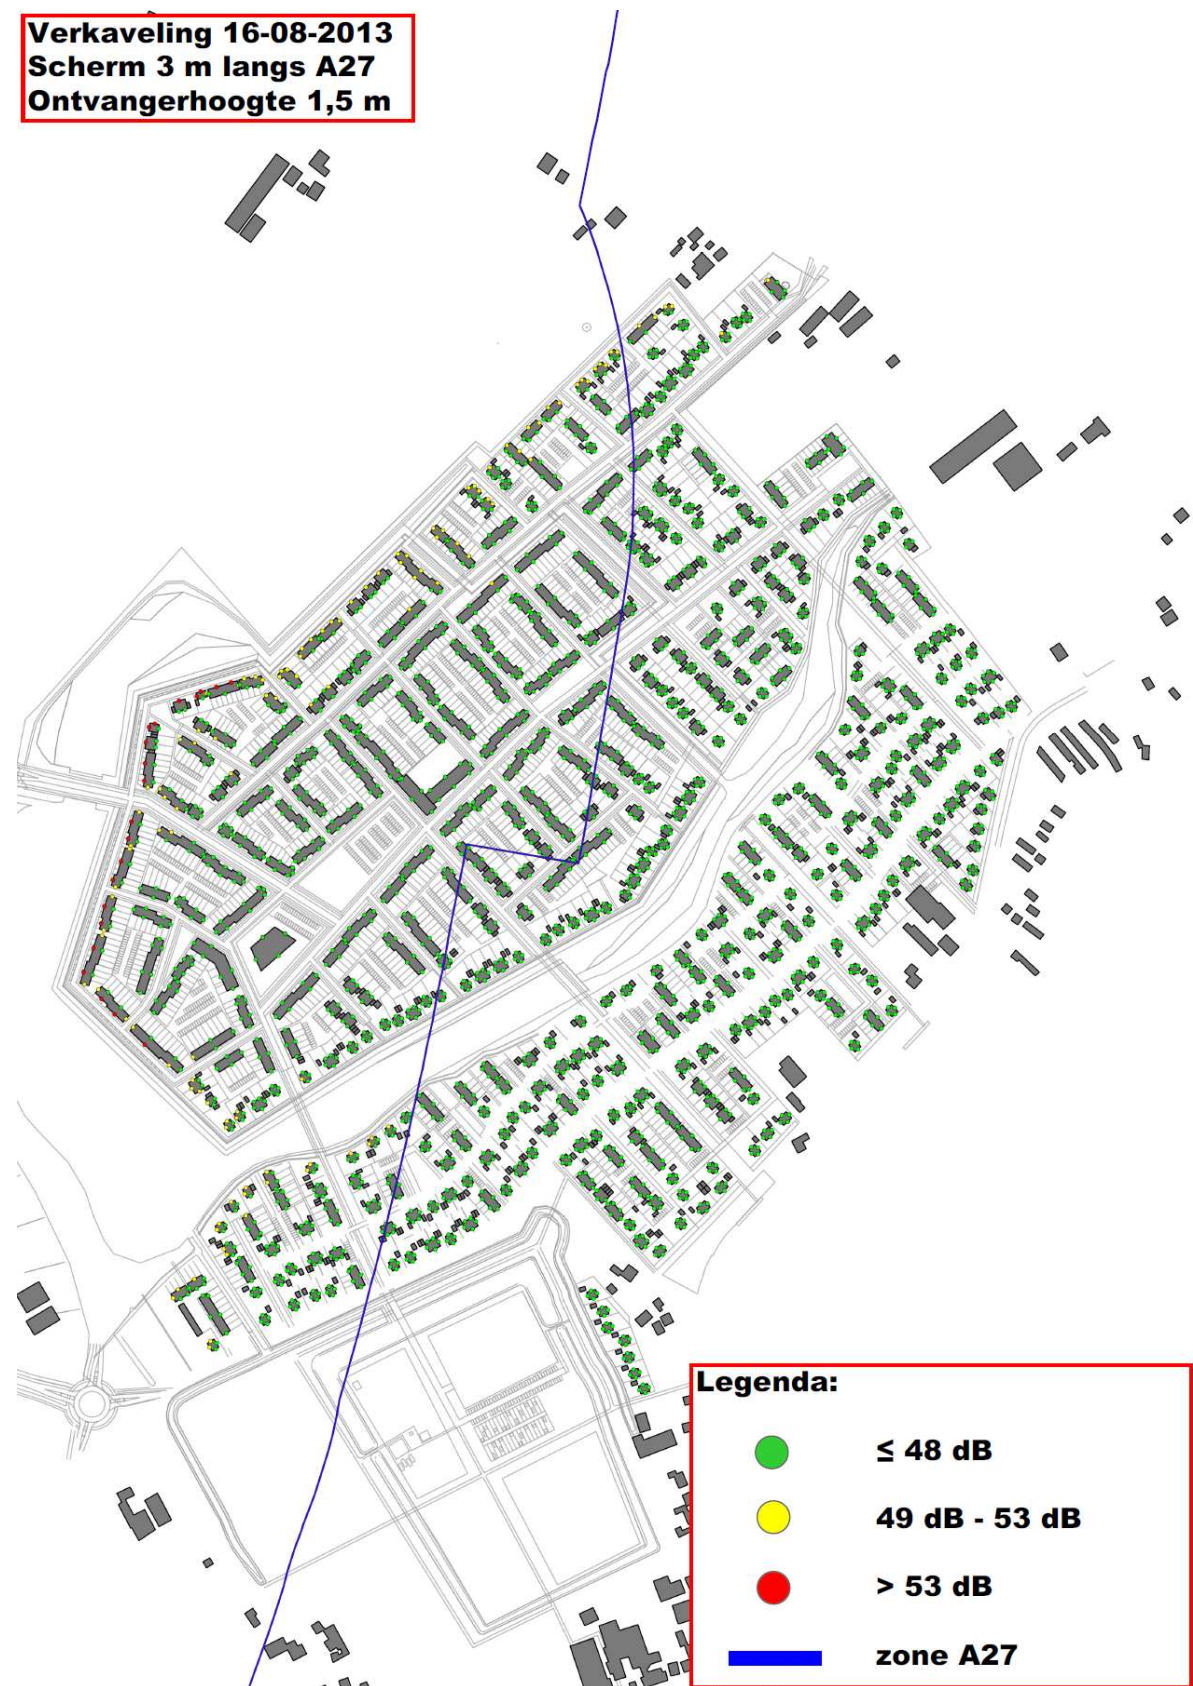 Verkaveling 16-08-2013
Scherm 3 m langs A27
Ontvangerhoogte 1,5 m
Legenda:
≤ 48 dB
49 dB - 53 dB
> 53 dB
zone A27